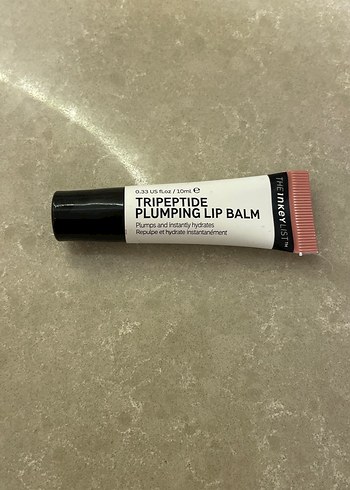 0.33 US fl.oz / 10ml ℮
TRIPEPTIDE
PLUMPING LIP BALM
Plumps and instantly hydrates
Repulpe et hydrate instantanément
THE INKEY LIST™